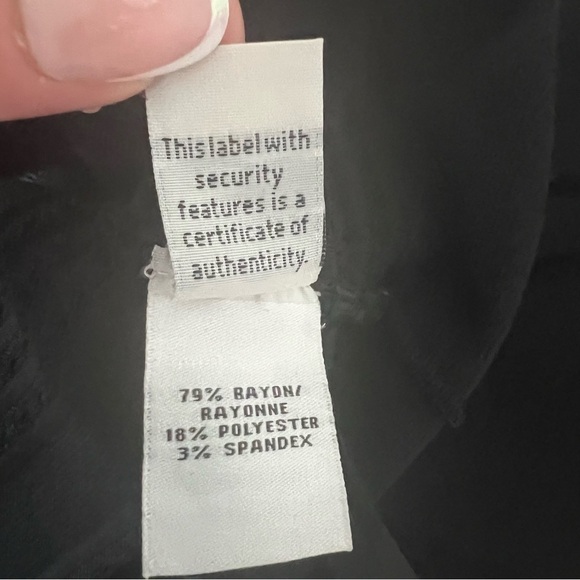 This label with
security
features is a
certificate of
authenticity.
79% RAYON/
RAYONNE
18% POLYESTER
3% SPANDEX